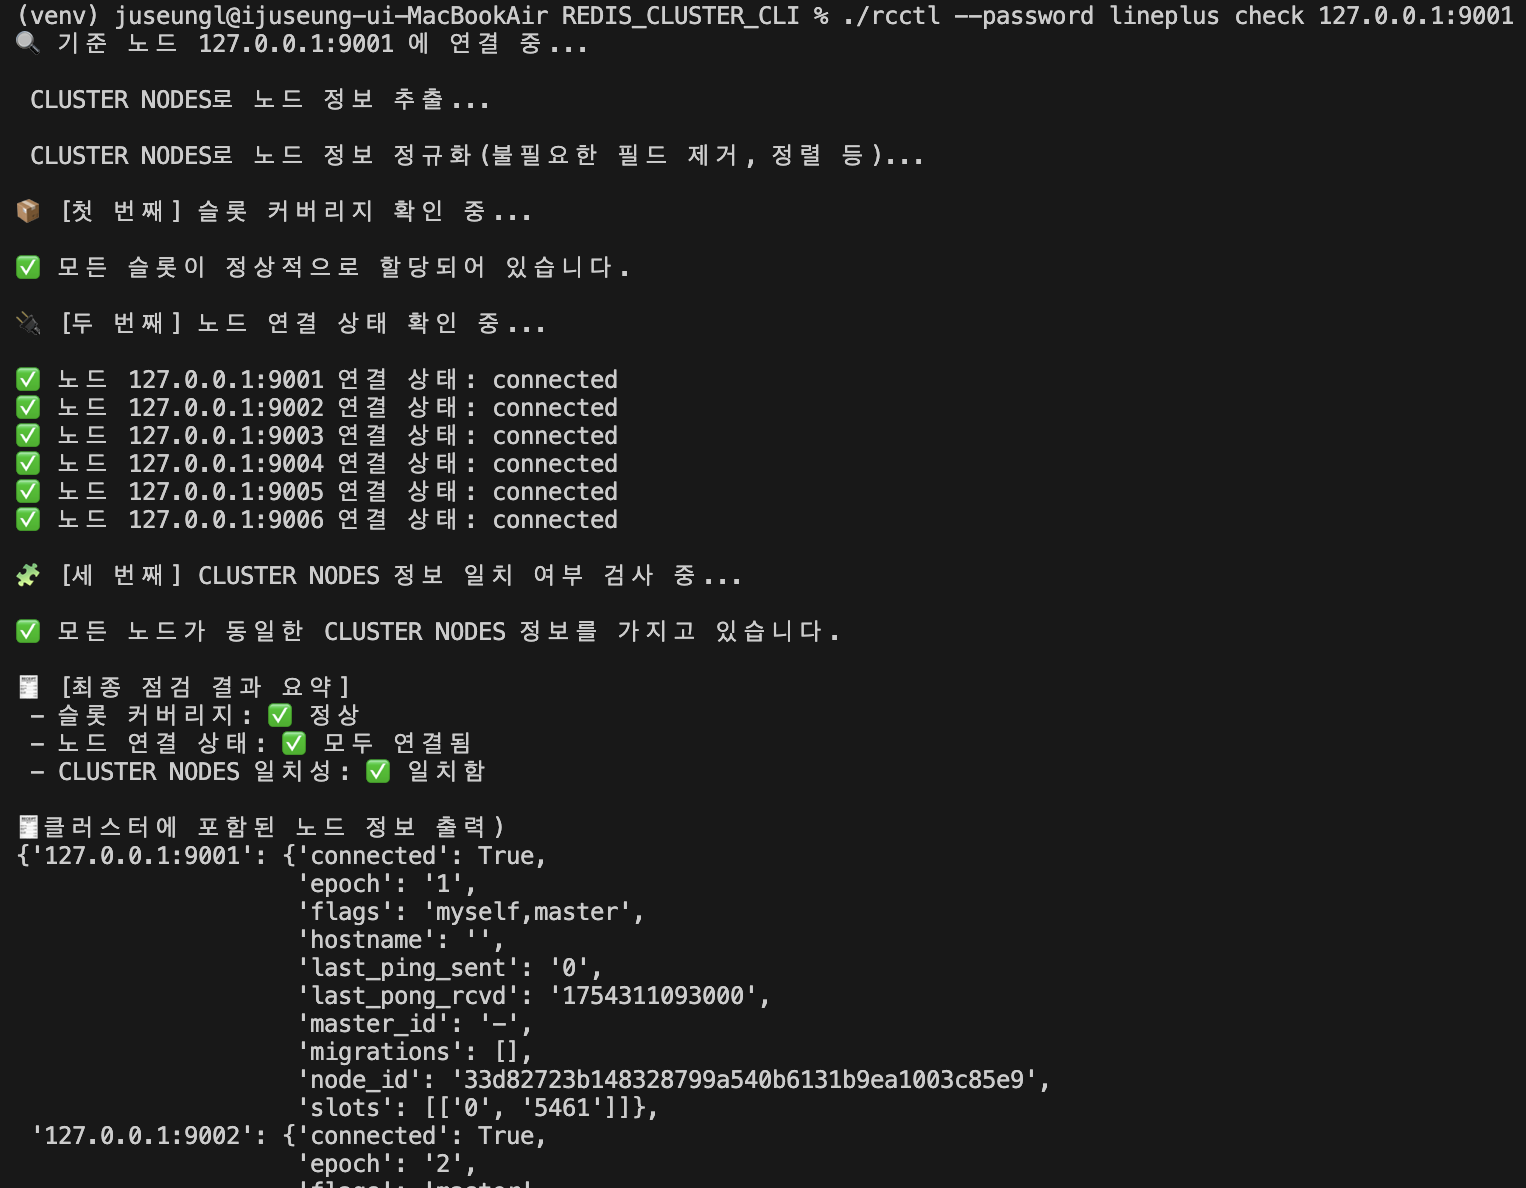 (venv) juseungl@ijuseung-ui-MacBookAir REDIS_CLUSTER_CLI % ./rcctl --password lineplus check 127.0.0.1:9001
🔍 기준 노드 127.0.0.1:9001 에 연결 중...
CLUSTER NODES로 노드 정보 추출...
CLUSTER NODES로 노드 정보 정규화(불필요한 필드 제거, 정렬 등)...
📦 [첫 번째] 슬롯 커버리지 확인 중...
✅ 모든 슬롯이 정상적으로 할당되어 있습니다.
🔌 [두 번째] 노드 연결 상태 확인 중...
✅ 노드 127.0.0.1:9001 연결 상태: connected
✅ 노드 127.0.0.1:9002 연결 상태: connected
✅ 노드 127.0.0.1:9003 연결 상태: connected
✅ 노드 127.0.0.1:9004 연결 상태: connected
✅ 노드 127.0.0.1:9005 연결 상태: connected
✅ 노드 127.0.0.1:9006 연결 상태: connected
🧩 [세 번째] CLUSTER NODES 정보 일치 여부 검사 중...
✅ 모든 노드가 동일한 CLUSTER NODES 정보를 가지고 있습니다.
🧾 [최종 점검 결과 요약]
- 슬롯 커버리지: ✅ 정상
- 노드 연결 상태: ✅ 모두 연결됨
- CLUSTER NODES 일치성: ✅ 일치함
🧾클러스터에 포함된 노드 정보 출력)
{'127.0.0.1:9001': {'connected': True,
'epoch': '1',
'flags': 'myself,master',
'hostname': '',
'last_ping_sent': '0',
'last_pong_rcvd': '1754311093000',
'master_id': '-',
'migrations': [],
'node_id': '33d82723b148328799a540b6131b9ea1003c85e9',
'slots': [['0', '5461']]},
'127.0.0.1:9002': {'connected': True,
'epoch': '2',
'flags': 'master'